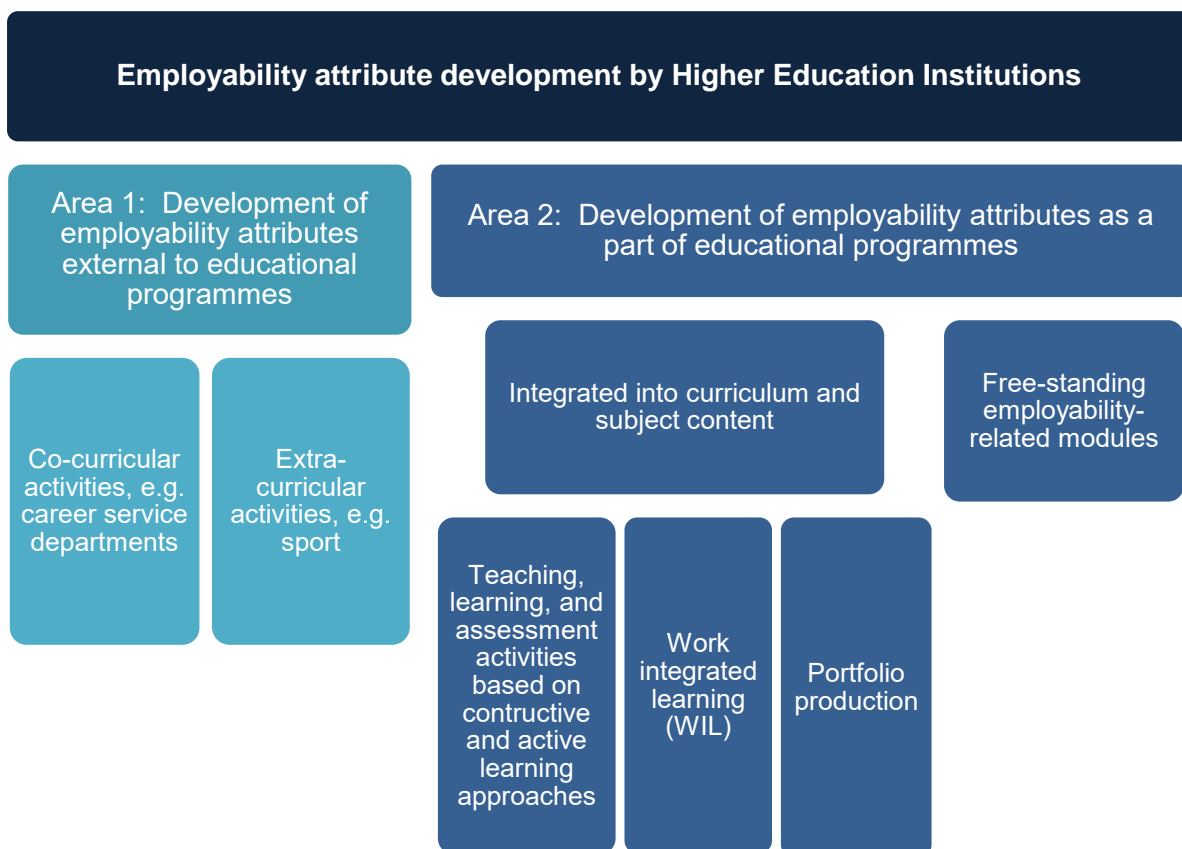 Employability attribute development by Higher Education Institutions
Area 1:  Development of
employability attributes
external to educational
programmes
Area 2:  Development of employability attributes as a
part of educational programmes
Co-curricular
activities, e.g.
career service
departments
Extra-
curricular
activities, e.g.
sport
Integrated into curriculum and
subject content
Free-standing
employability-
related modules
Teaching,
learning, and
assessment
activities
based on
contructive
and active
learning
approaches
Work
integrated
learning
(WIL)
Portfolio
production